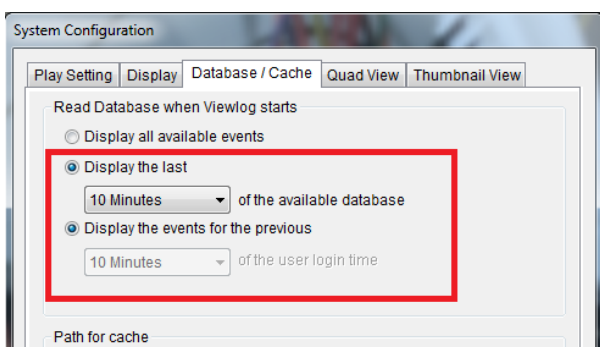 System Configuration
Play Setting Display Database / Cache Quad View Thumbnail View
Read Database when Viewlog starts
Display all available events
Display the last
10 Minutes of the available database
Display the events for the previous
10 Minutes of the user login time
Path for cache